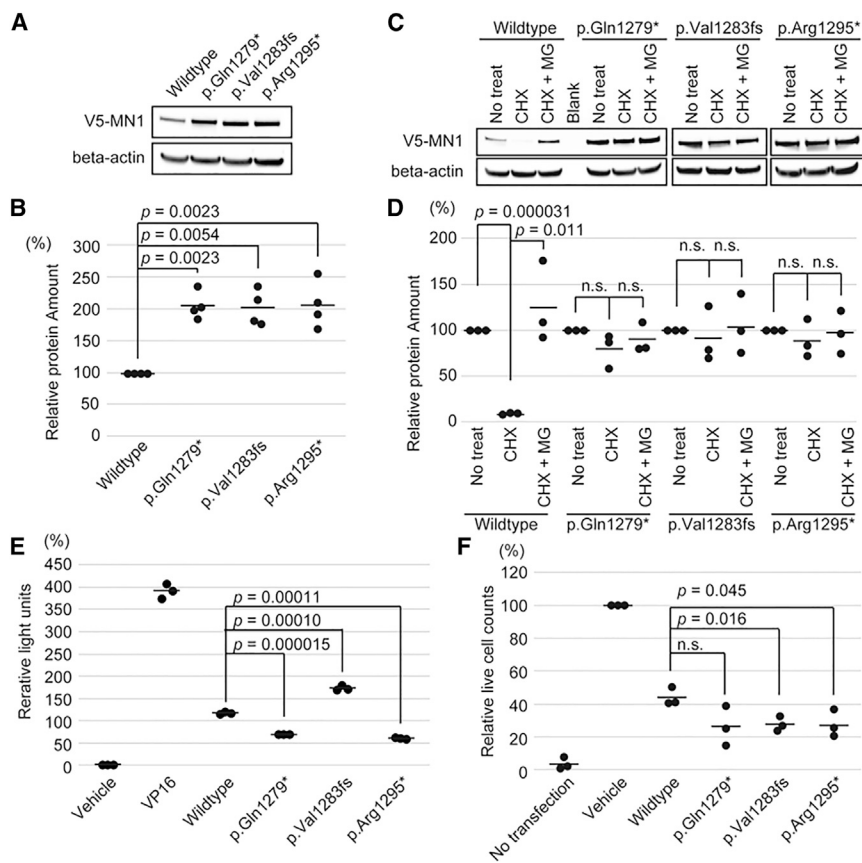 A
Wildtype
p.Gln1279*
p.Val1283fs
p.Arg1295*
V5-MN1
beta-actin
B
(%)
p = 0.0023
p = 0.0054
p = 0.0023
Relative protein Amount
300
250
200
150
100
50
0
Wildtype
p.Gln1279*
p.Val1283fs
p.Arg1295*
C
Wildtype
p.Gln1279*
p.Val1283fs
p.Arg1295*
No treat
CHX
CHX + MG
Blank
No treat
CHX
CHX + MG
No treat
CHX
CHX + MG
No treat
CHX
CHX + MG
V5-MN1
beta-actin
D
(%)
p = 0.000031
p = 0.011
n.s. n.s.
n.s. n.s.
n.s. n.s.
Relative protein Amount
200
150
100
50
0
No treat
CHX
CHX + MG
No treat
CHX
CHX + MG
No treat
CHX
CHX + MG
No treat
CHX
CHX + MG
Wildtype
p.Gln1279*
p.Val1283fs
p.Arg1295*
E
(%)
p = 0.00011
p = 0.00010
p = 0.000015
Rerative light units
450
400
350
300
250
200
150
100
50
0
Vehicle
VP16
Wildtype
p.Gln1279*
p.Val1283fs
p.Arg1295*
F
(%)
p = 0.045
p = 0.016
n.s.
Relative live cell counts
120
100
80
60
40
20
0
No transfection
Vehicle
Wildtype
p.Gln1279*
p.Val1283fs
p.Arg1295*